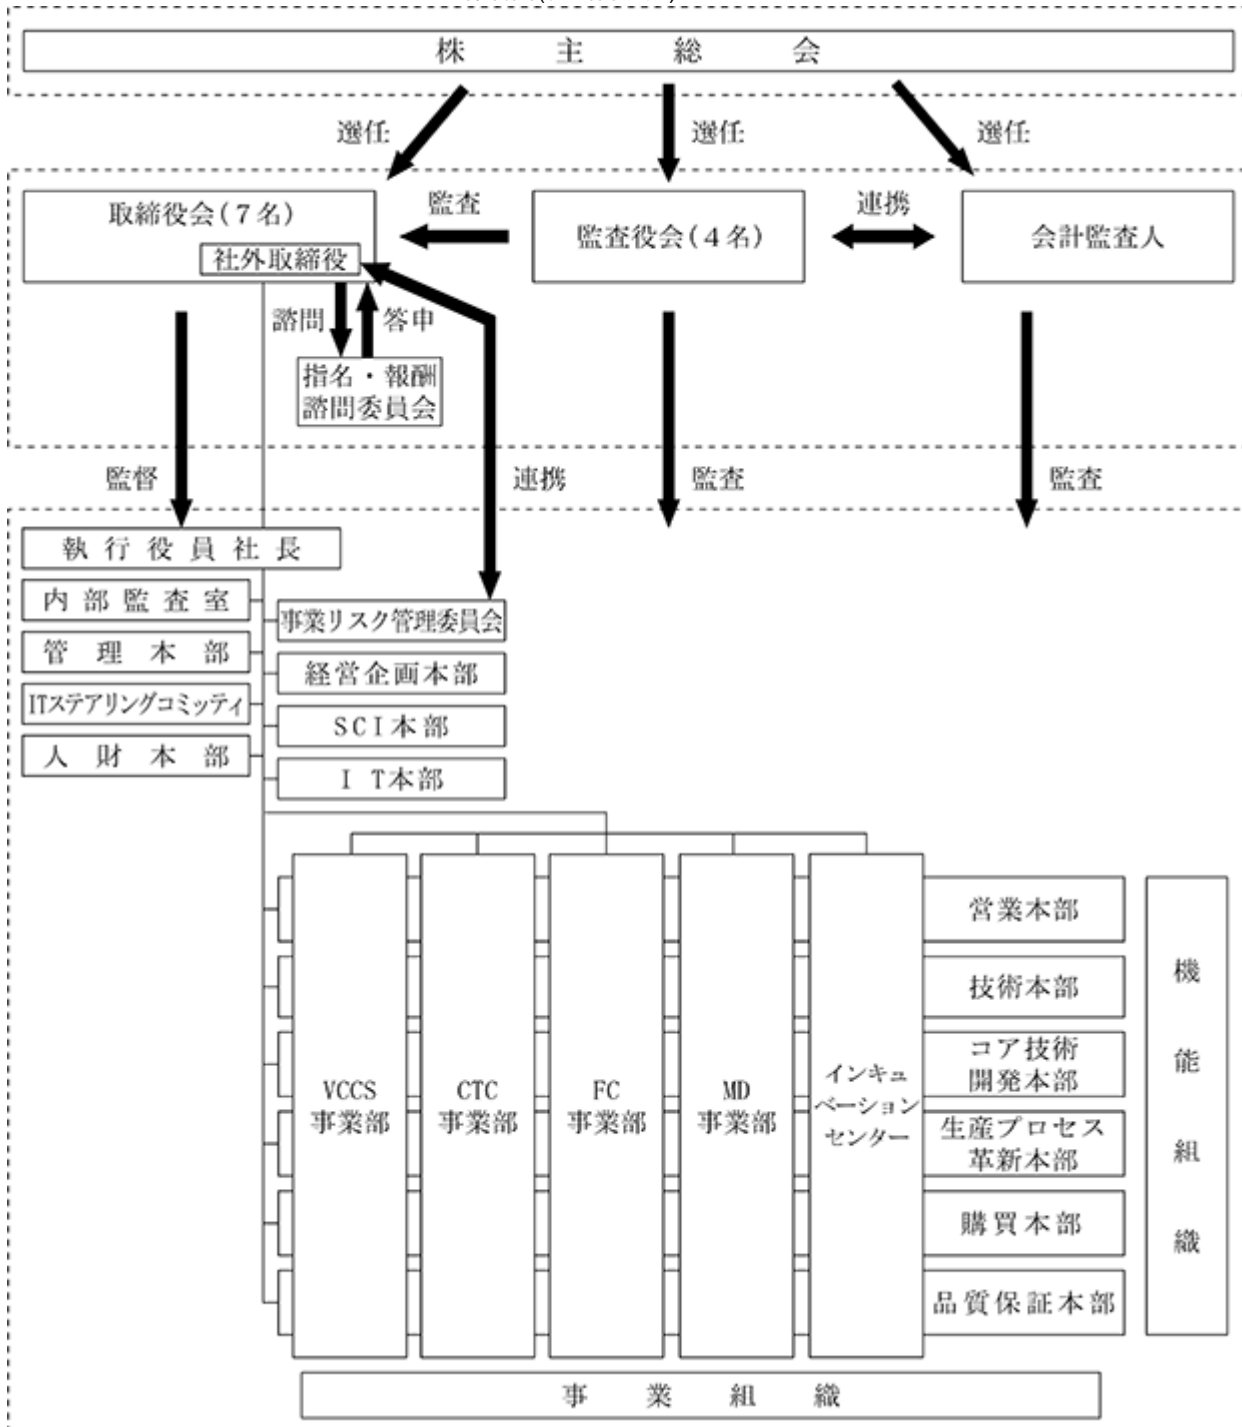 株主総会
選任
選任
選任
取締役会(7名)
社外取締役
監査
監査役会(4名)
連携
会計監査人
諮問
答申
指名・報酬
諮問委員会
監督
連携
監査
監査
執行役員社長
内部監査室
管理本部
ITステアリングコミッティ
人財本部
事業リスク管理委員会
経営企画本部
SCI本部
IT本部
VCCS
事業部
CTC
事業部
FC
事業部
MD
事業部
インキュ
ベーション
センター
営業本部
技術本部
コア技術
開発本部
生産プロセス
革新本部
購買本部
品質保証本部
機能組織
事業組織